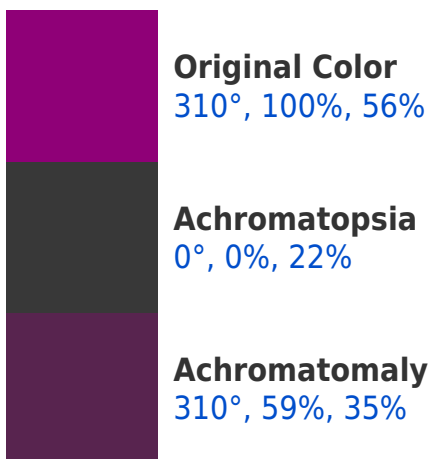 Original Color
310°, 100%, 56%
Achromatopsia
0°, 0%, 22%
Achromatomaly
310°, 59%, 35%